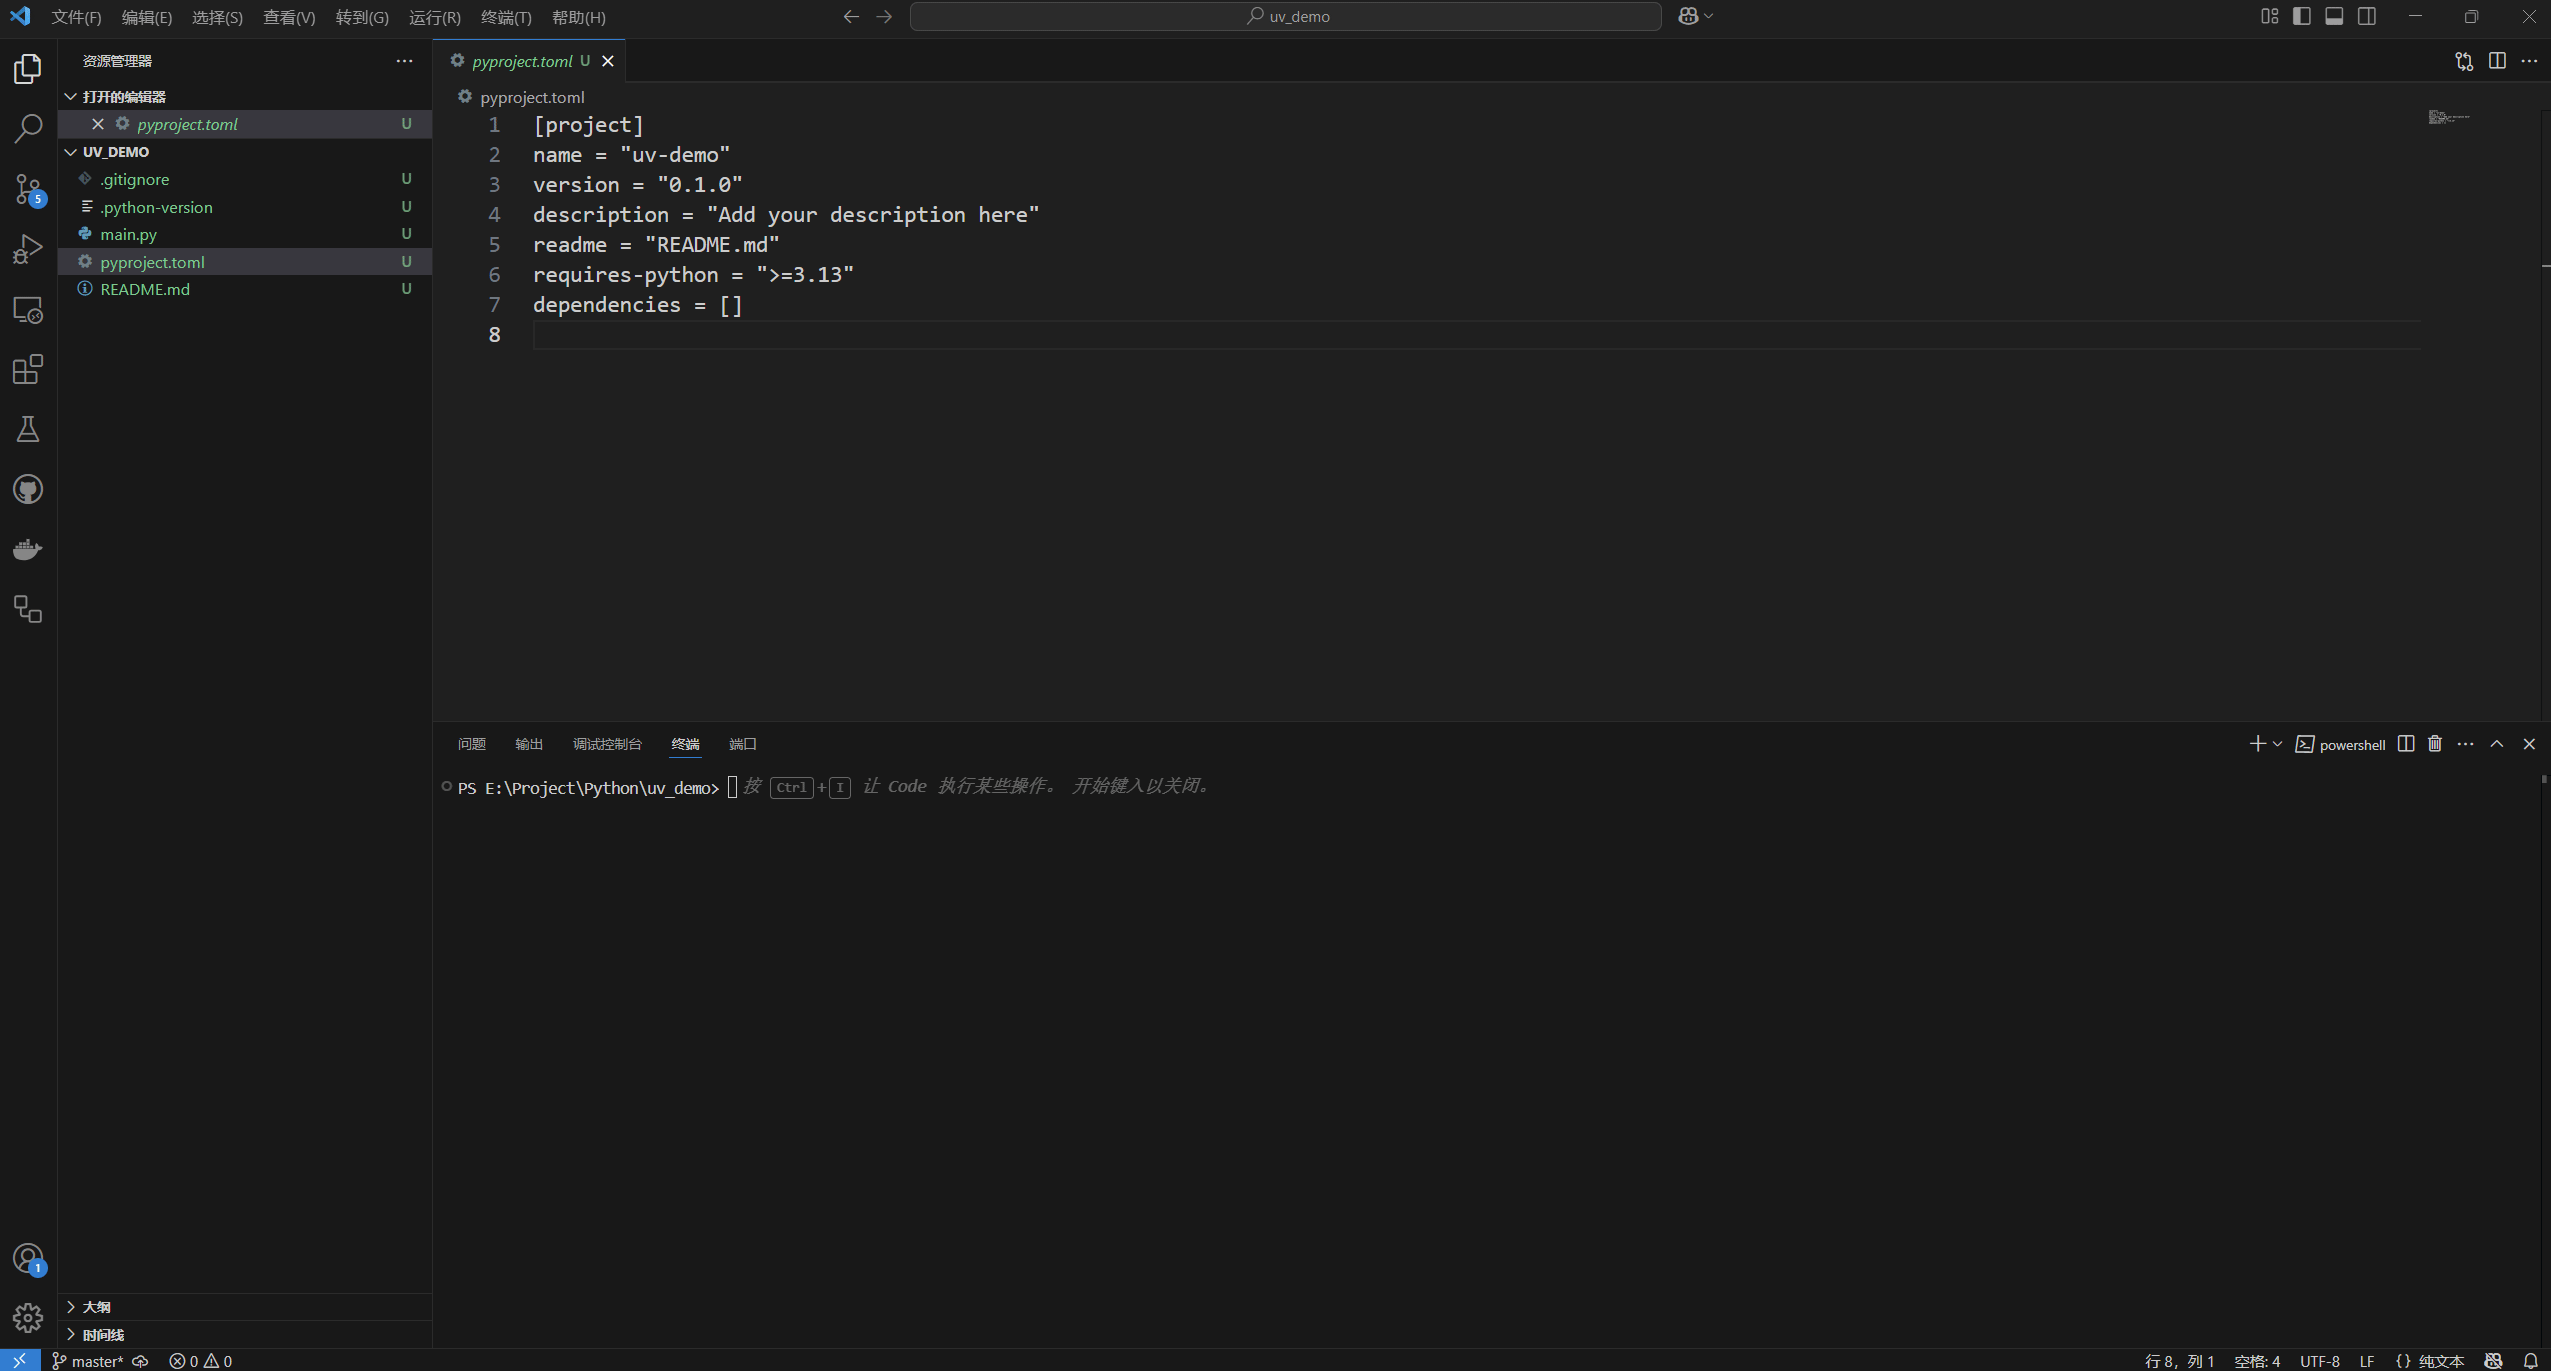 文件(F) 编辑(E) 选择(S) 查看(V) 转到(G) 运行(R) 终端(T) 帮助(H) uv_demo
资源管理器
打开的编辑器
pyproject.toml U
UV_DEMO
.gitignore U
.python-version U
main.py U
pyproject.toml U
README.md U
5
1
大纲
时间线
pyproject.toml U
pyproject.toml
1 [project]
2 name = "uv-demo"
3 version = "0.1.0"
4 description = "Add your description here"
5 readme = "README.md"
6 requires-python = ">=3.13"
7 dependencies = []
8
问题 输出 调试控制台 终端 端口 powershell
PS E:\Project\Python\uv_demo> 按 Ctrl+I 让 Code 执行某些操作。 开始键入以关闭。
master* 0 0 行 8，列 1 空格: 4 UTF-8 LF {} 纯文本